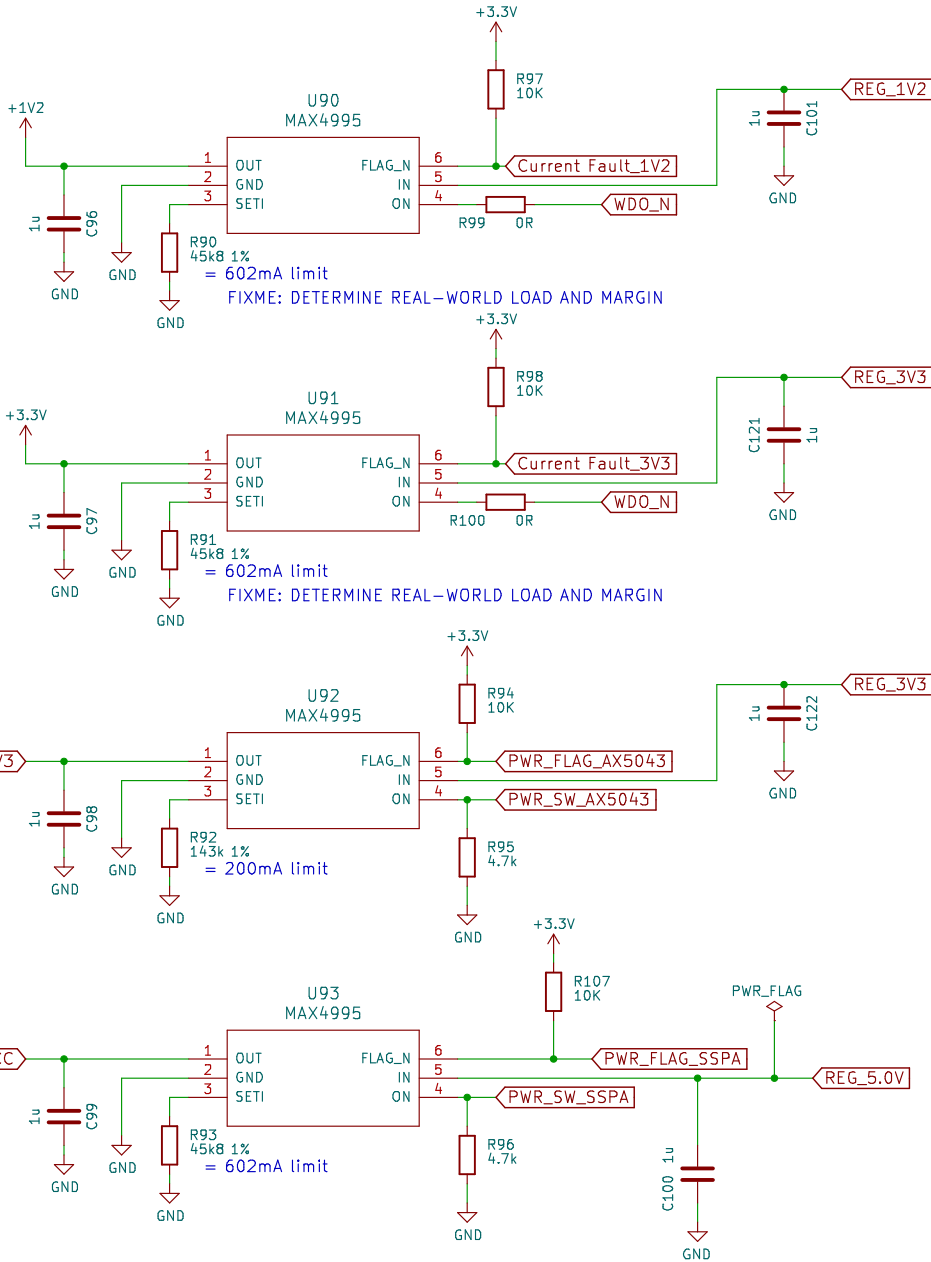 +3.3V
R97
10K
REG_1V2
1u
C101
GND
+1V2
U90
MAX4995
1 OUT FLAG_N 6
2 GND IN 5
3 SETI ON 4
Current Fault_1V2
WDO_N
R99 0R
1u
C96
GND
GND
R90
45k8 1%
= 602mA limit
FIXME: DETERMINE REAL-WORLD LOAD AND MARGIN
GND
+3.3V
R98
10K
REG_3V3
C121
1u
GND
+3.3V
U91
MAX4995
1 OUT FLAG_N 6
2 GND IN 5
3 SETI ON 4
Current Fault_3V3
WDO_N
R100 0R
1u
C97
GND
GND
R91
45k8 1%
= 602mA limit
FIXME: DETERMINE REAL-WORLD LOAD AND MARGIN
GND
+3.3V
R94
10K
REG_3V3
1u
C122
GND
U92
MAX4995
V3
1 OUT FLAG_N 6
2 GND IN 5
3 SETI ON 4
PWR_FLAG_AX5043
PWR_SW_AX5043
1u
C98
GND
GND
R92
143k 1%
= 200mA limit
GND
R95
4.7k
GND
+3.3V
R107
10K
PWR_FLAG
U93
MAX4995
CC
1 OUT FLAG_N 6
2 GND IN 5
3 SETI ON 4
PWR_FLAG_SSPA
REG_5.0V
PWR_SW_SSPA
1u
C99
GND
GND
R93
45k8 1%
= 602mA limit
GND
R96
4.7k
GND
C100 1u
GND